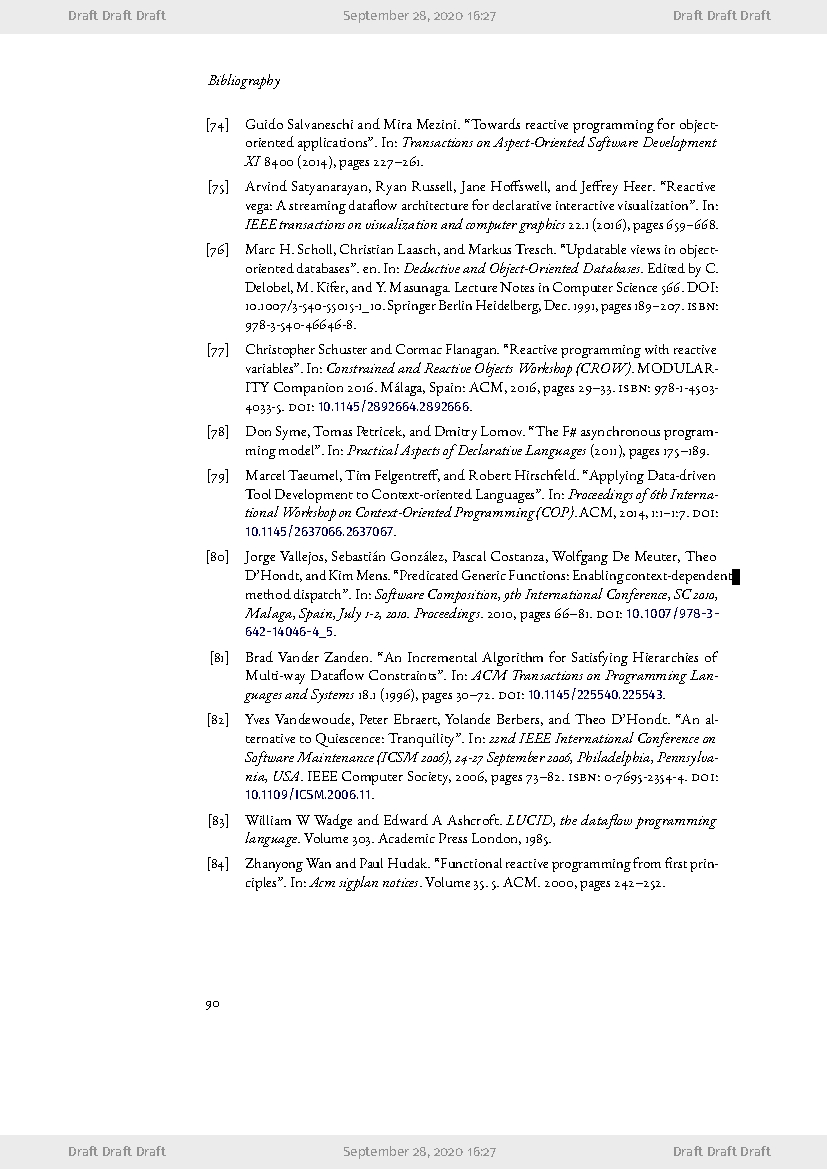 Draft Draft Draft September 28, 2020 16:27 Draft Draft Draft
Bibliography
[74] Guido Salvaneschi and Mira Mezini. “Towards reactive programming for object-
oriented applications”. In: Transactions on Aspect-Oriented Software Development
XI 8400 (2014), pages 227–261.
[75] Arvind Satyanarayan, Ryan Russell, Jane Hoffswell, and Jeffrey Heer. “Reactive
vega: A streaming dataflow architecture for declarative interactive visualization”. In:
IEEE transactions on visualization and computer graphics 22.1 (2016), pages 659–668.
[76] Marc H. Scholl, Christian Laasch, and Markus Tresch. “Updatable views in object-
oriented databases”. en. In: Deductive and Object-Oriented Databases. Edited by C.
Delobel, M. Kifer, and Y. Masunaga. Lecture Notes in Computer Science 566. DOI:
10.1007/3-540-55015-1_10. Springer Berlin Heidelberg, Dec. 1991, pages 189–207. ISBN:
978-3-540-46646-8.
[77] Christopher Schuster and Cormac Flanagan. “Reactive programming with reactive
variables”. In: Constrained and Reactive Objects Workshop (CROW). MODULAR-
ITY Companion 2016. Málaga, Spain: ACM, 2016, pages 29–33. ISBN: 978-1-4503-
4033-5. DOI: 10.1145/2892664.2892666.
[78] Don Syme, Tomas Petricek, and Dmitry Lomov. “The F# asynchronous program-
ming model”. In: Practical Aspects of Declarative Languages (2011), pages 175–189.
[79] Marcel Taeumel, Tim Felgentreff, and Robert Hirschfeld. “Applying Data-driven
Tool Development to Context-oriented Languages”. In: Proceedings of 6th Interna-
tional Workshop on Context-Oriented Programming (COP). ACM, 2014, 1:1–1:7. DOI:
10.1145/2637066.2637067.
[80] Jorge Vallejos, Sebastián González, Pascal Costanza, Wolfgang De Meuter, Theo
D’Hondt, and Kim Mens. “Predicated Generic Functions: Enabling context-dependent
method dispatch”. In: Software Composition, 9th International Conference, SC 2010,
Malaga, Spain, July 1-2, 2010. Proceedings. 2010, pages 66–81. DOI: 10.1007/978-3-
642-14046-4_5.
[81] Brad Vander Zanden. “An Incremental Algorithm for Satisfying Hierarchies of
Multi-way Dataflow Constraints”. In: ACM Transactions on Programming Lan-
guages and Systems 18.1 (1996), pages 30–72. DOI: 10.1145/225540.225543.
[82] Yves Vandewoude, Peter Ebraert, Yolande Berbers, and Theo D’Hondt. “An al-
ternative to Quiescence: Tranquility”. In: 22nd IEEE International Conference on
Software Maintenance (ICSM 2006), 24-27 September 2006, Philadelphia, Pennsylva-
nia, USA. IEEE Computer Society, 2006, pages 73–82. ISBN: 0-7695-2354-4. DOI:
10.1109/ICSM.2006.11.
[83] William W Wadge and Edward A Ashcroft. LUCID, the dataflow programming
language. Volume 303. Academic Press London, 1985.
[84] Zhanyong Wan and Paul Hudak. “Functional reactive programming from first prin-
ciples”. In: Acm sigplan notices. Volume 35. 5. ACM. 2000, pages 242–252.
90
Draft Draft Draft September 28, 2020 16:27 Draft Draft Draft